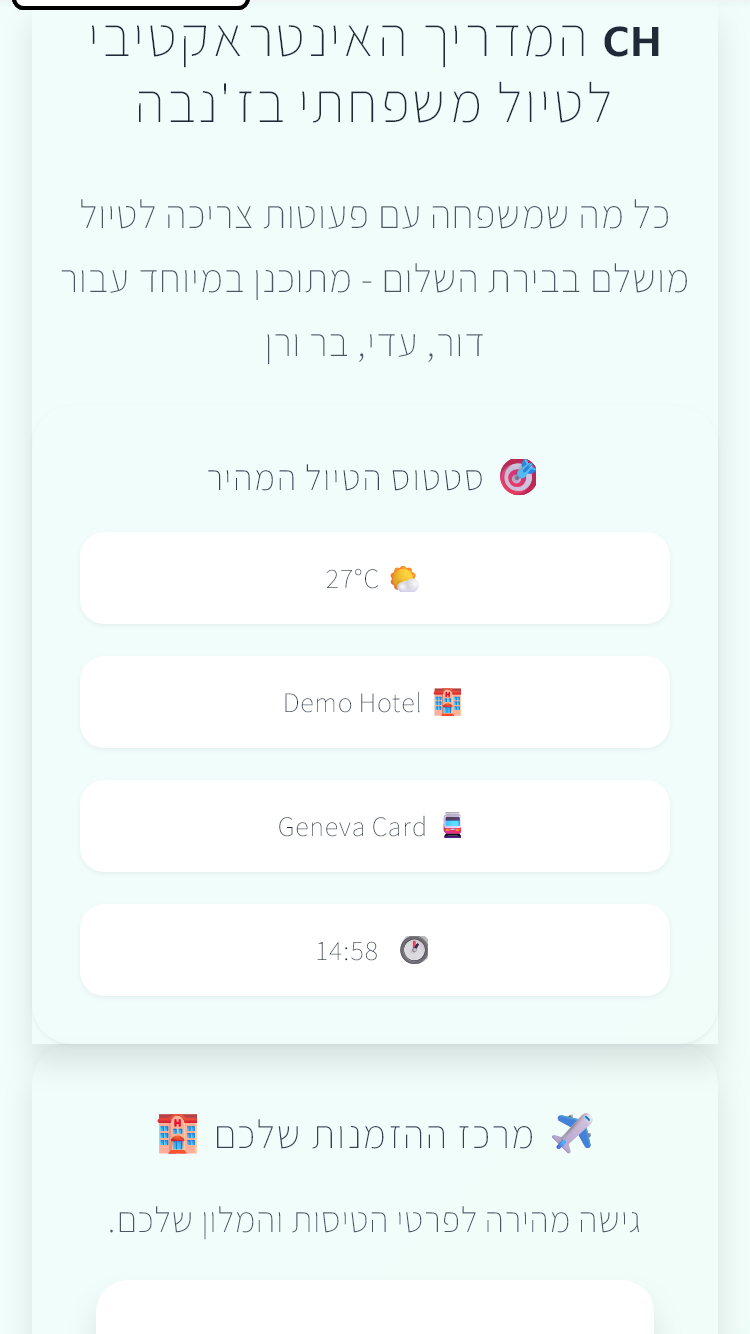 CH המדריך האינטראקטיבי
לטיול משפחתי בז'נבה
כל מה שמשפחה עם פעוטות צריכה לטיול
מושלם בבירת השלום - מתוכנן במיוחד עבור
דור, עדי, בר ורן
🎯 סטטוס הטיול המהיר
🌤️ 27°C
🏨 Demo Hotel
🚊 Geneva Card
🕐 14:58
✈️ מרכז ההזמנות שלכם 🏨
גישה מהירה לפרטי הטיסות והמלון שלכם.